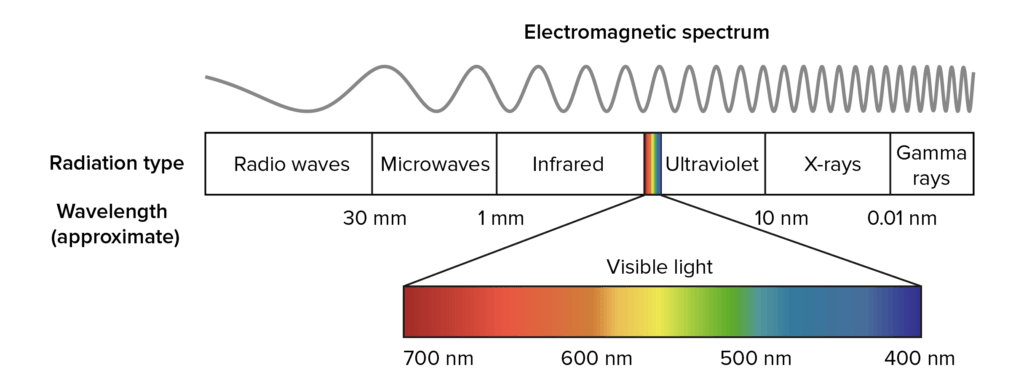 Electromagnetic spectrum
Radiation type
Radio waves
Microwaves
Infrared
Ultraviolet
X-rays
Gamma
rays
Wavelength
(approximate)
30 mm
1 mm
10 nm
0.01 nm
Visible light
700 nm
600 nm
500 nm
400 nm